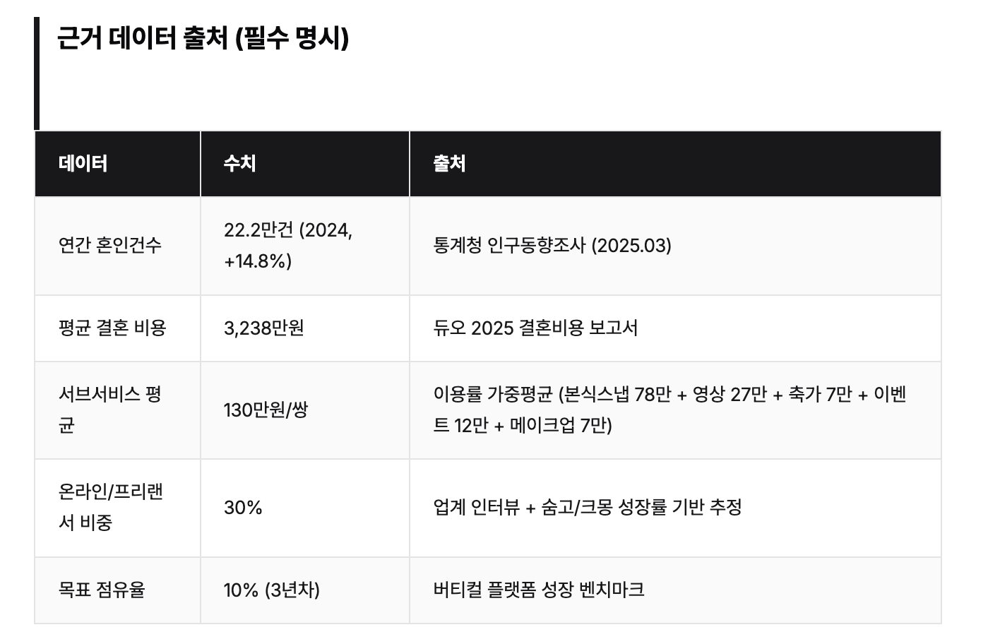 근거 데이터 출처 (필수 명시)
데이터 수치 출처
연간 혼인건수
22.2만건 (2024,
+14.8%)
통계청 인구동향조사 (2025.03)
평균 결혼 비용 3,238만원 듀오 2025 결혼비용 보고서
서브서비스 평
균
130만원/쌍
이용률 가중평균 (본식스냅 78만 + 영상 27만 + 축가 7만 + 이벤
트 12만 + 메이크업 7만)
온라인/프리랜
서 비중
30%
업계 인터뷰 + 숨고/크몽 성장률 기반 추정
목표 점유율 10% (3년차) 버티컬 플랫폼 성장 벤치마크